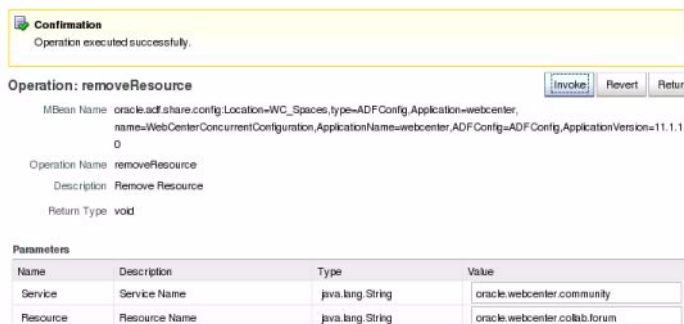 Confirmation
Operation executed successfully.
Operation: removeResource
Invoke Revert Retur
MBean Name oracle.adf.share.config:Location=WC_Spaces,type=ADFConfig,Application=webcenter,
name=WebCenterConcurrentConfiguration,ApplicationName=webcenter,ADFConfig=ADFConfig,ApplicationVersion=11.1.1
0
Operation Name removeResource
Description Remove Resource
Return Type void
Parameters
Name Description Type Value
Service Service Name java.lang.String oracle.webcenter.community
Resource Resource Name java.lang.String oracle.webcenter.collab.forum